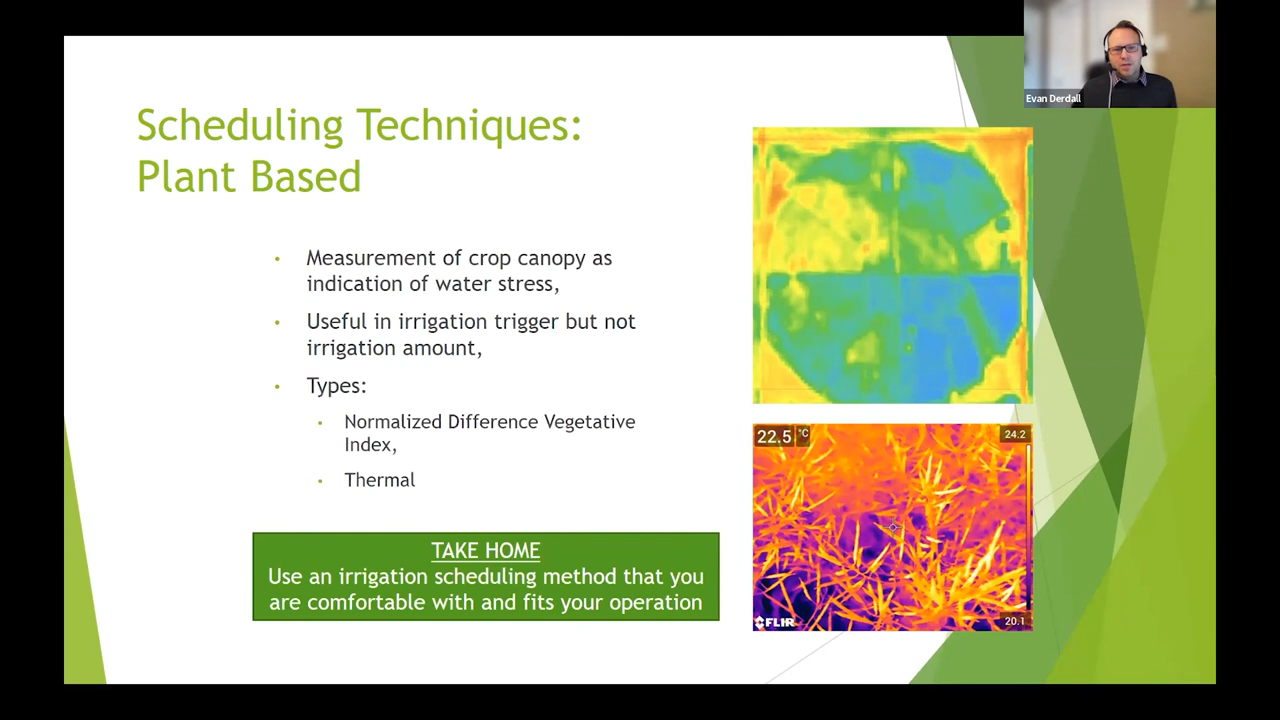 Evan Derdall
Scheduling Techniques:
Plant Based
• Measurement of crop canopy as
indication of water stress,
• Useful in irrigation trigger but not
irrigation amount,
• Types:
• Normalized Difference Vegetative
Index,
• Thermal
TAKE HOME
Use an irrigation scheduling method that you
are comfortable with and fits your operation
22.5 °C
24.2
20.1
FLIR